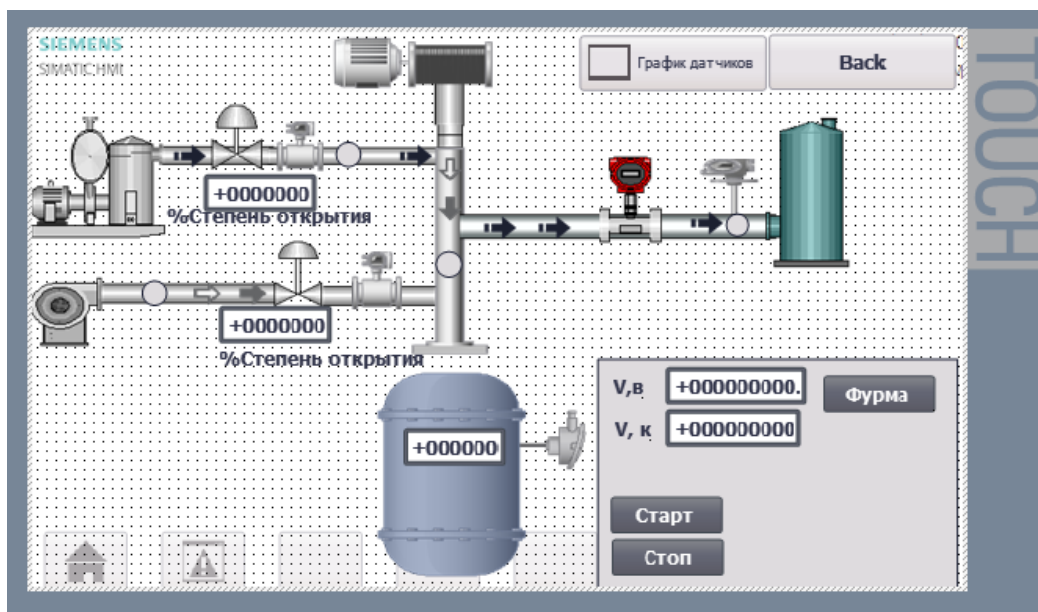 SIEMENS
SIMATIC HMI
График датчиков
Back
TOUCH
+0000000
%Степень открытия
+0000000
%Степень открытия
V,в +000000000.
Фурма
V, к +000000000
+000000
Старт
Стоп